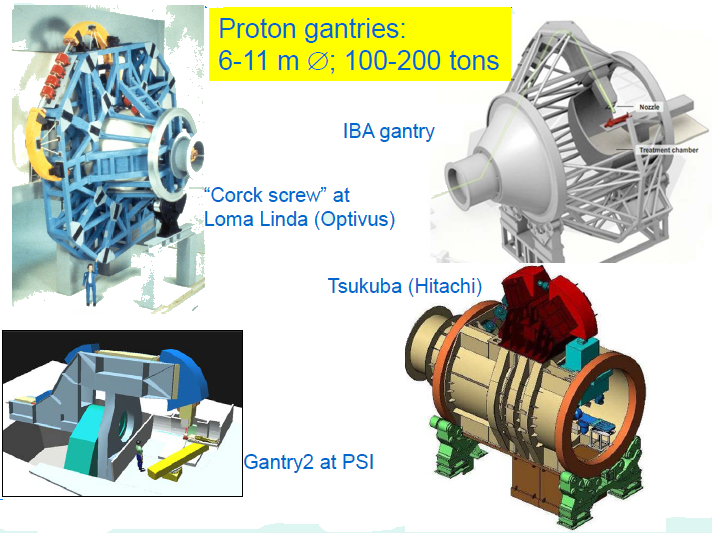 Proton gantries:
6-11 m ∅; 100-200 tons
IBA gantry
Nozzle
Treatment chamber
“Corck screw” at
Loma Linda (Optivus)
Tsukuba (Hitachi)
Gantry2 at PSI